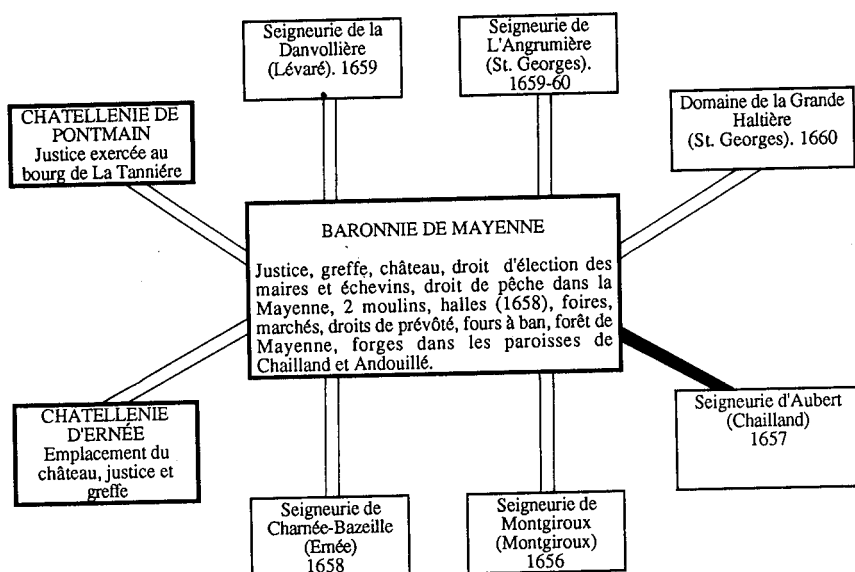 Seigneurie de la
Danvollière
(Lévaré). 1659
Seigneurie de
L'Angrumière
(St. Georges).
1659-60
CHATELLENIE DE
PONTMAIN
Justice exercée au
bourg de La Tanniére
Domaine de la Grande
Haltière
(St. Georges). 1660
BARONNIE DE MAYENNE
Justice, greffe, château, droit d'élection des
maires et échevins, droit de pêche dans la
Mayenne, 2 moulins, halles (1658), foires,
marchés, droits de prévôté, fours à ban, forêt de
Mayenne, forges dans les paroisses de
Chailland et Andouillé.
CHATELLENIE
D'ERNÉE
Emplacement du
château, justice et
greffe
Seigneurie d'Aubert
(Chailland)
1657
Seigneurie de
Charnée-Bazeille
(Ernée)
1658
Seigneurie de
Montgiroux
(Montgiroux)
1656